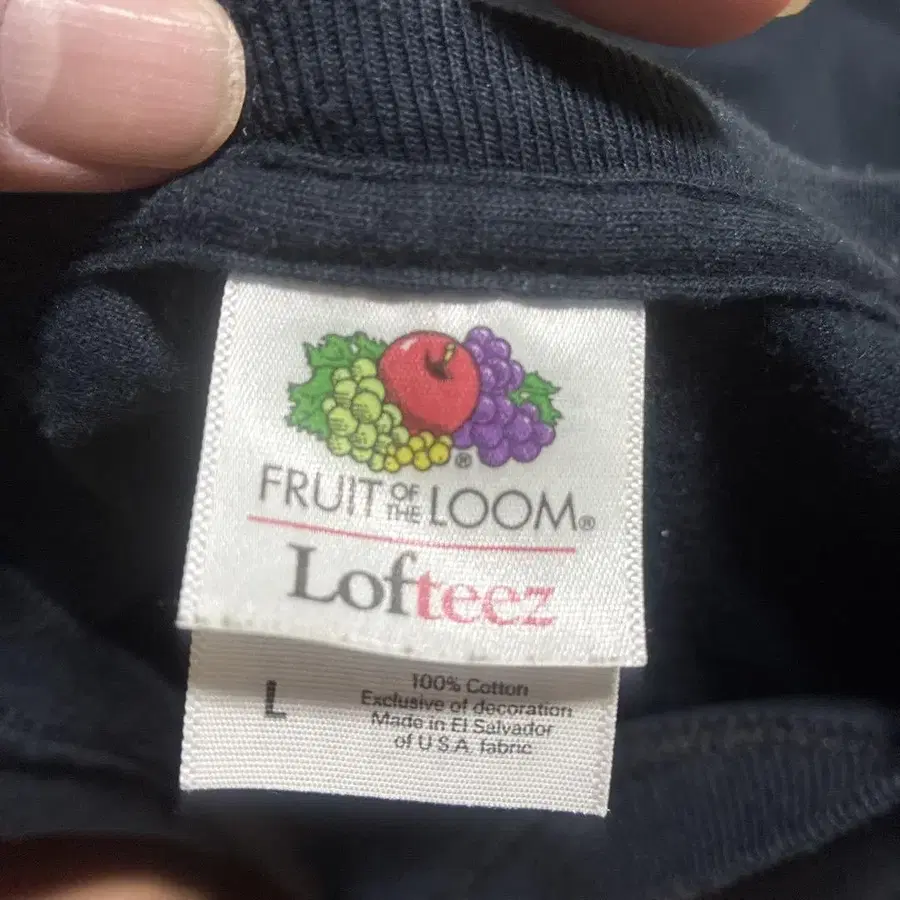 ®
FRUIT OF THE LOOM®
Lofteez
L
100% Cotton
Exclusive of decoration
Made in El Salvador
of U.S.A. fabric